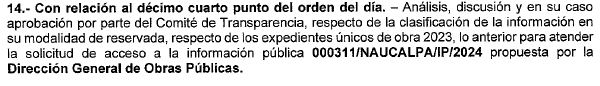 14.- Con relación al décimo cuarto punto del orden del día. – Análisis, discusión y en su caso
aprobación por parte del Comité de Transparencia, respecto de la clasificación de la información en
su modalidad de reservada, respecto de los expedientes únicos de obra 2023, lo anterior para atender
la solicitud de acceso a la información pública 000311/NAUCALPA/IP/2024 propuesta por la
Dirección General de Obras Públicas.